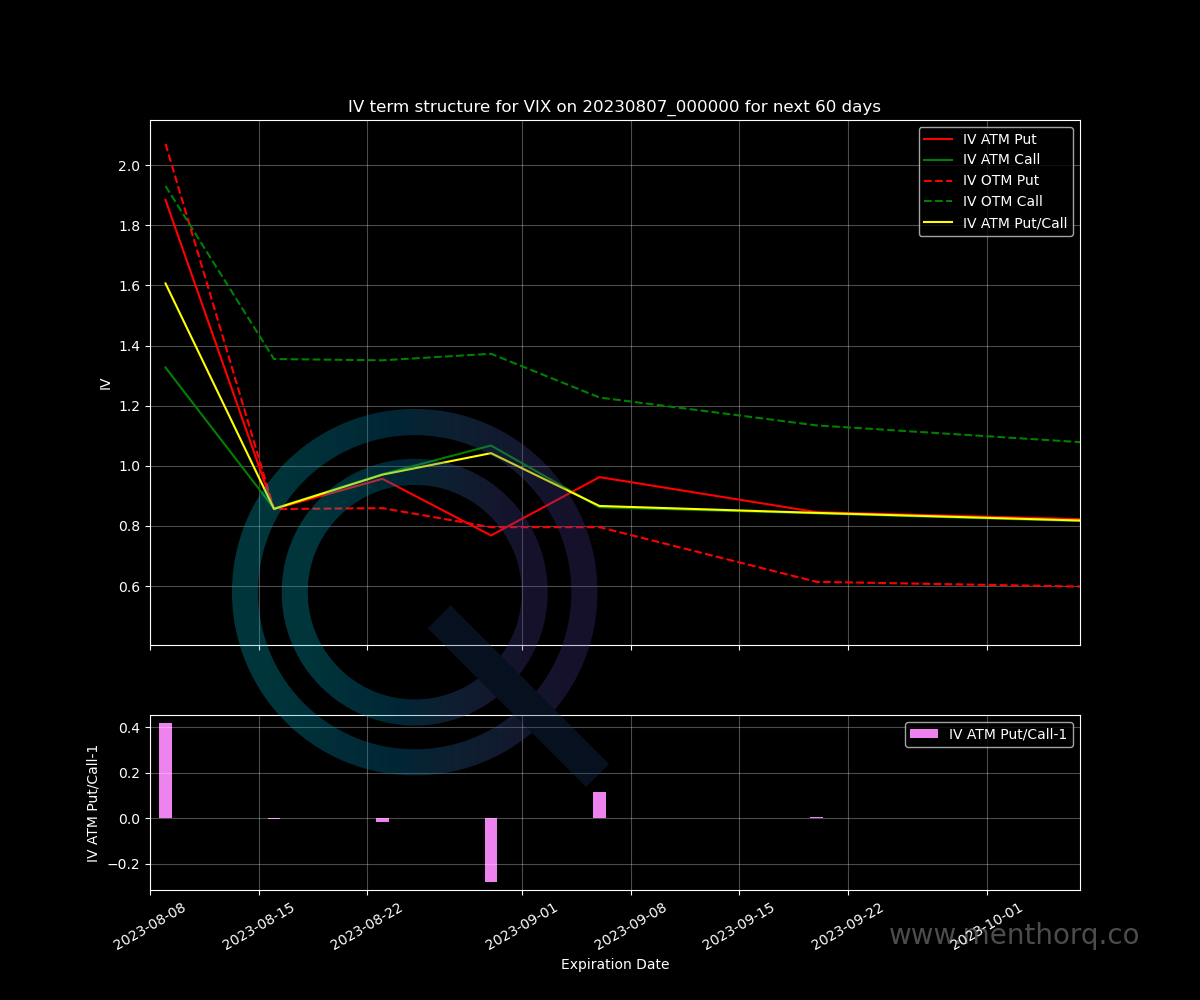 IV term structure for VIX on 20230807_000000 for next 60 days
IV
2.0
1.8
1.6
1.4
1.2
1.0
0.8
0.6
IV ATM Put
IV ATM Call
IV OTM Put
IV OTM Call
IV ATM Put/Call
IV ATM Put/Call-1
0.4
0.2
0.0
−0.2
IV ATM Put/Call-1
2023-08-08
2023-08-15
2023-08-22
2023-09-01
2023-09-08
2023-09-15
2023-09-22
2023-10-01
Expiration Date
www.menthorq.co